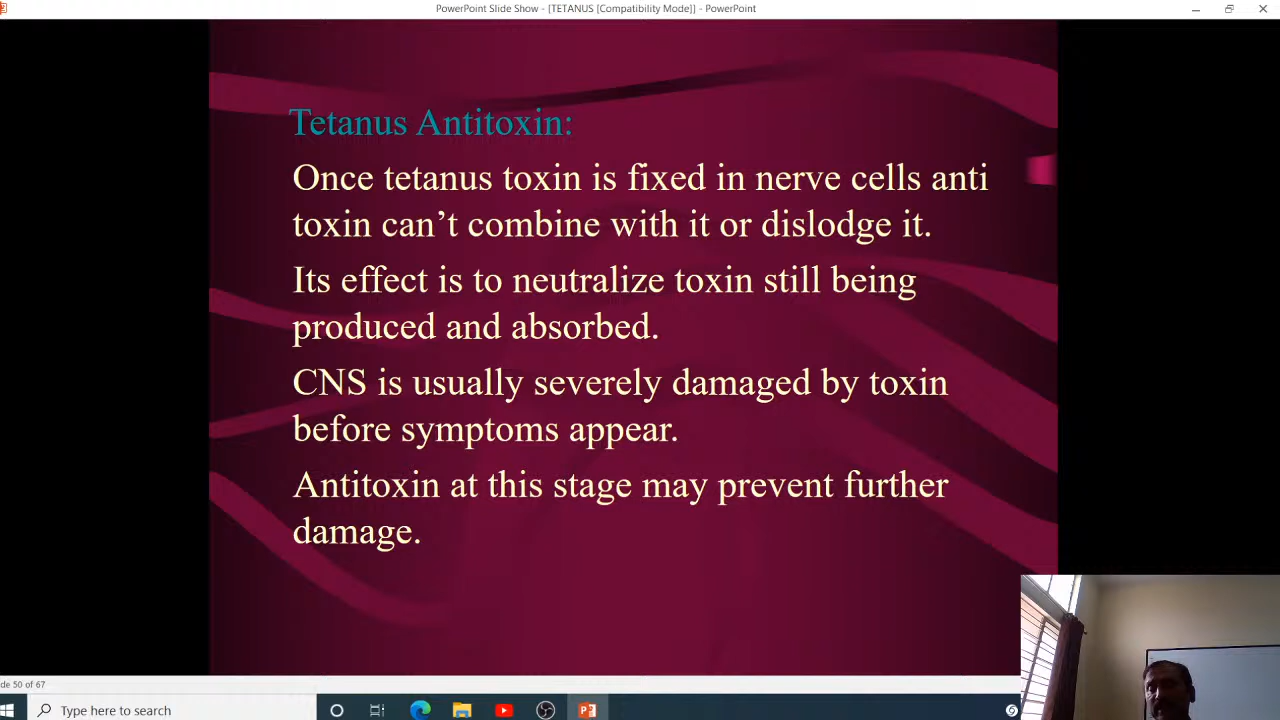 PowerPoint Slide Show - [TETANUS [Compatibility Mode]] - PowerPoint
Tetanus Antitoxin:
Once tetanus toxin is fixed in nerve cells anti
toxin can’t combine with it or dislodge it.
Its effect is to neutralize toxin still being
produced and absorbed.
CNS is usually severely damaged by toxin
before symptoms appear.
Antitoxin at this stage may prevent further
damage.
de 50 of 67
Type here to search